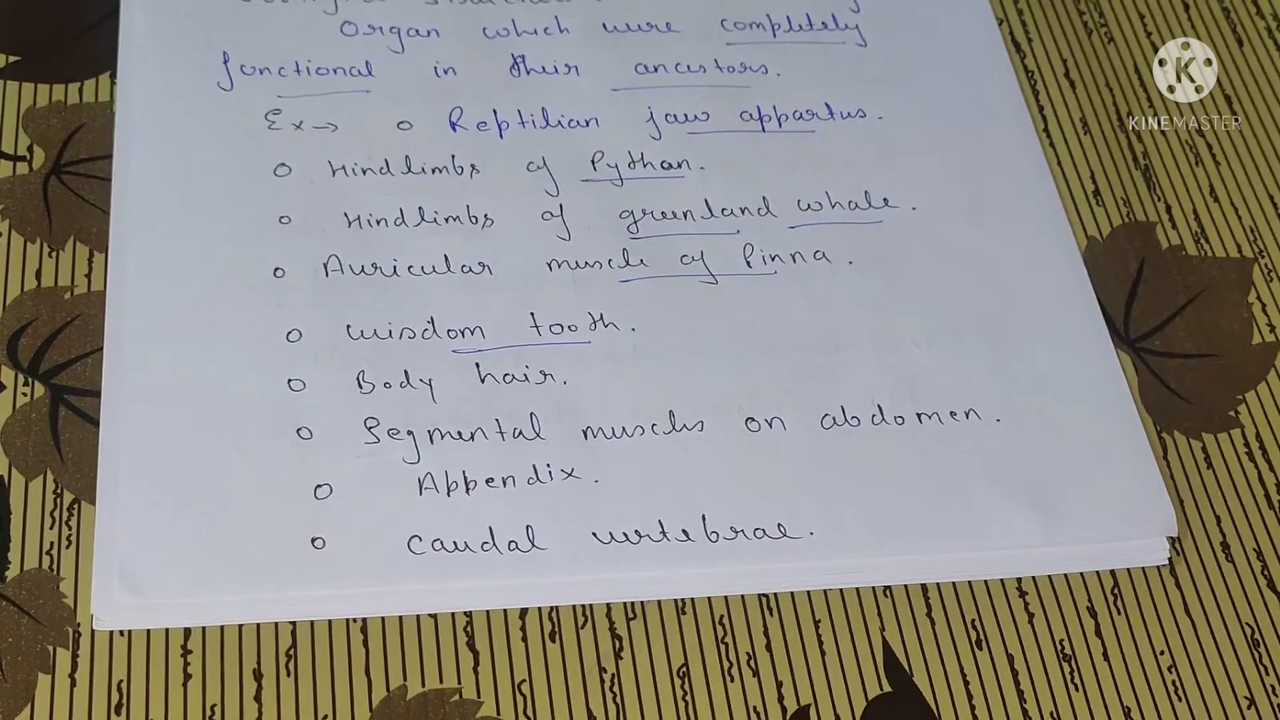 Organ which were completely
functional in their ancestors.
Ex→ o Reptilian jaw appartus.
o Hindlimbs of Python.
o Hindlimbs of greenland whale.
o Auricular muscle of Pinna.
o wisdom tooth.
o Body hair.
o Segmental muscles on abdomen.
o Appendix.
o caudal vertebrae.
K
KINEMASTER